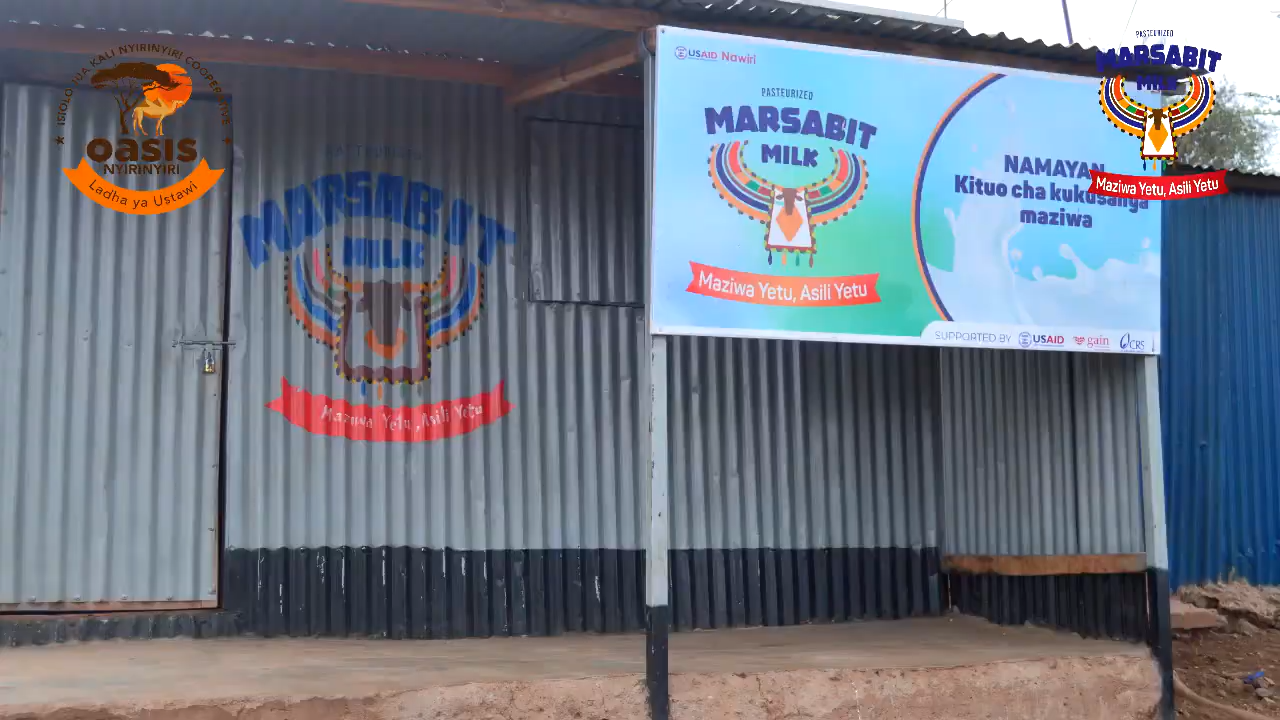 ISIOLO JUA KALI NYIRINYIRI COOPERATIVE
oasis
NYIRINYIRI
Ladha ya Ustawi
PASTEURIZED
MARSABIT
MILK
Maziwa Yetu, Asili Yetu
USAID Nawiri
PASTEURIZED
MARSABIT
MILK
Maziwa Yetu, Asili Yetu
NAMAYAN
Kituo cha kukusanya
maziwa
SUPPORTED BY USAID gain CRS
PASTEURIZED
MARSABIT
MILK
Maziwa Yetu, Asili Yetu